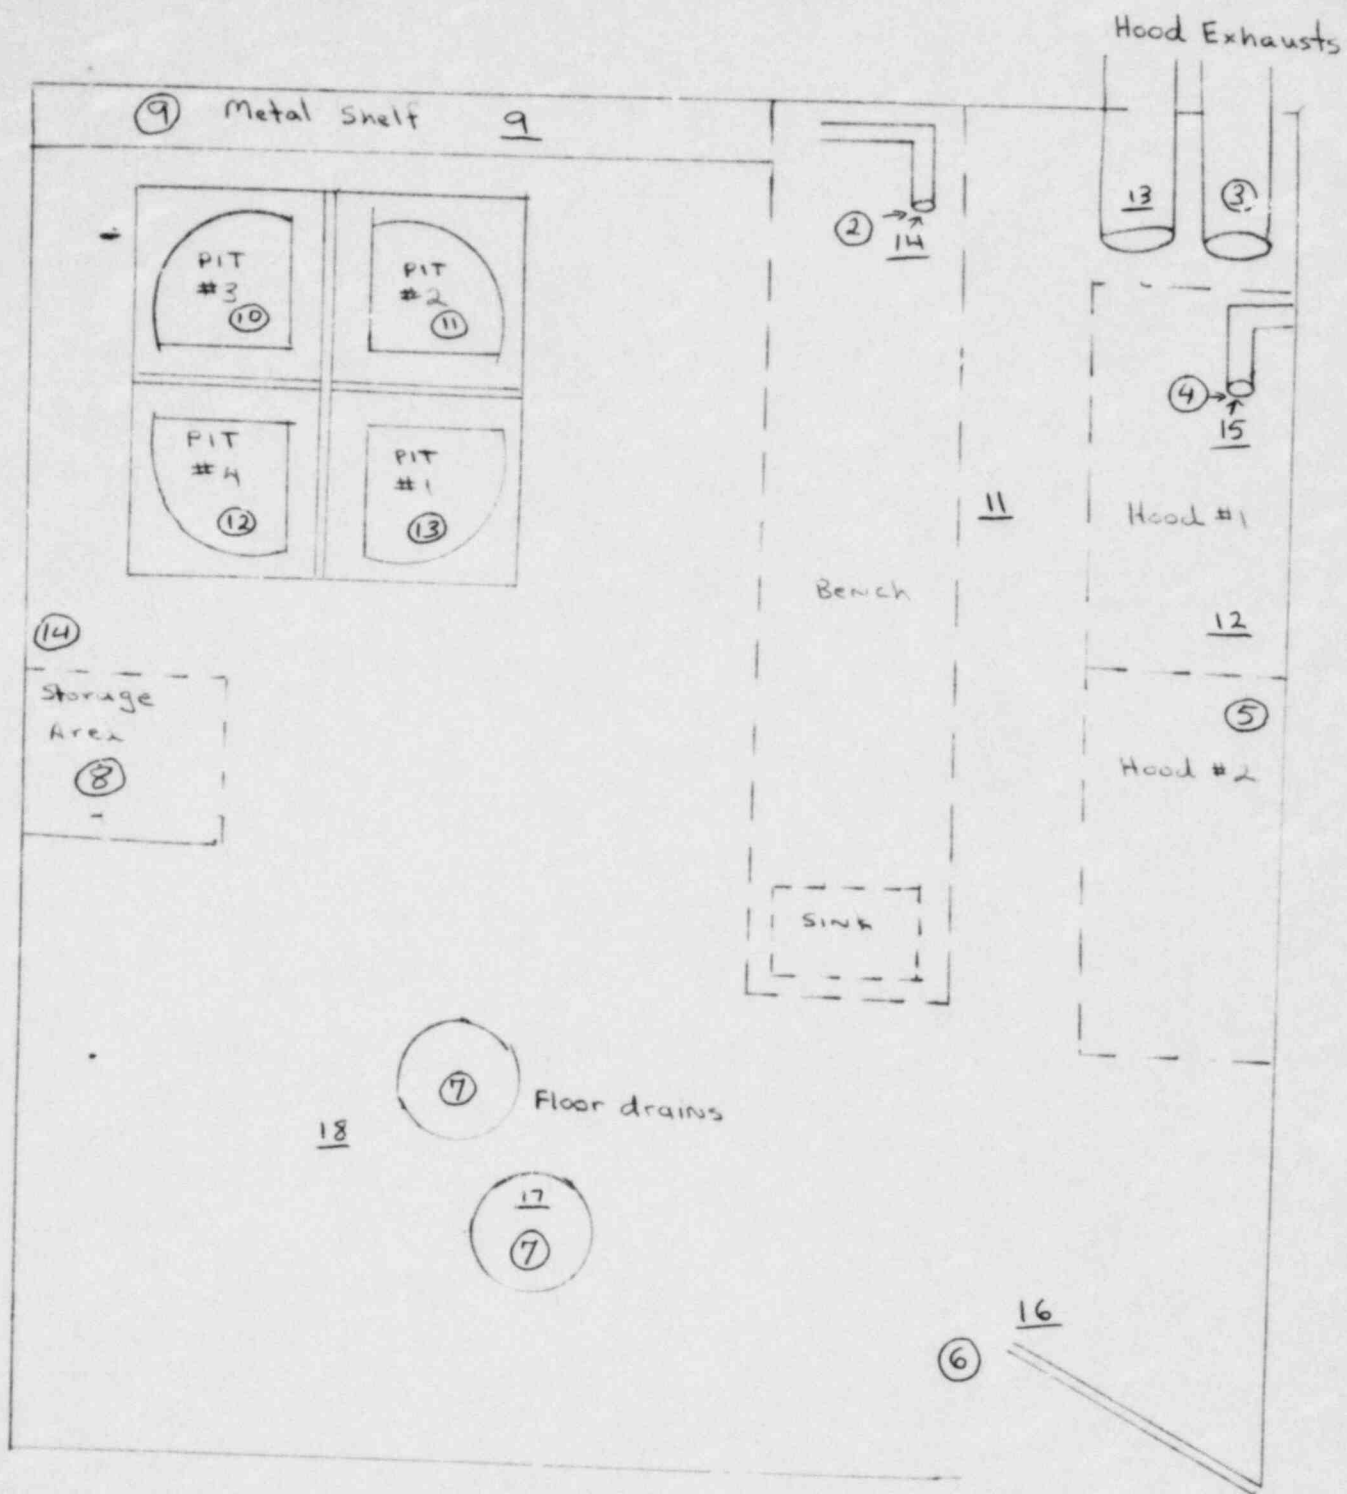 Hood Exhausts
9 Metal Shelf 9
13 3
2 14
PIT
#3
10
PIT
#2
11
4
15
PIT
#4
12
PIT
#1
13
11
Hood #1
Bench
12
14
Storage
Area
8
5
Hood #2
Sink
7 Floor drains
18
17
7
16
6